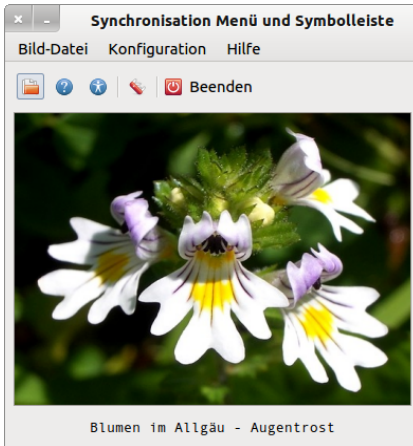 Synchronisation Menü und Symbolleiste
Bild-Datei Konfiguration Hilfe
Beenden
Blumen im Allgäu - Augentrost